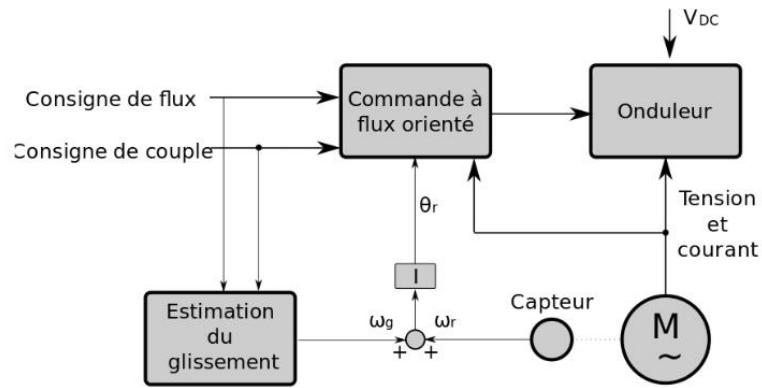 V DC
Consigne de flux
Commande à
flux orienté
Onduleur
Consigne de couple
θr
Tension
et
courant
I
Capteur
Estimation
du
glissement
ωg
ωr
+
+
M
~